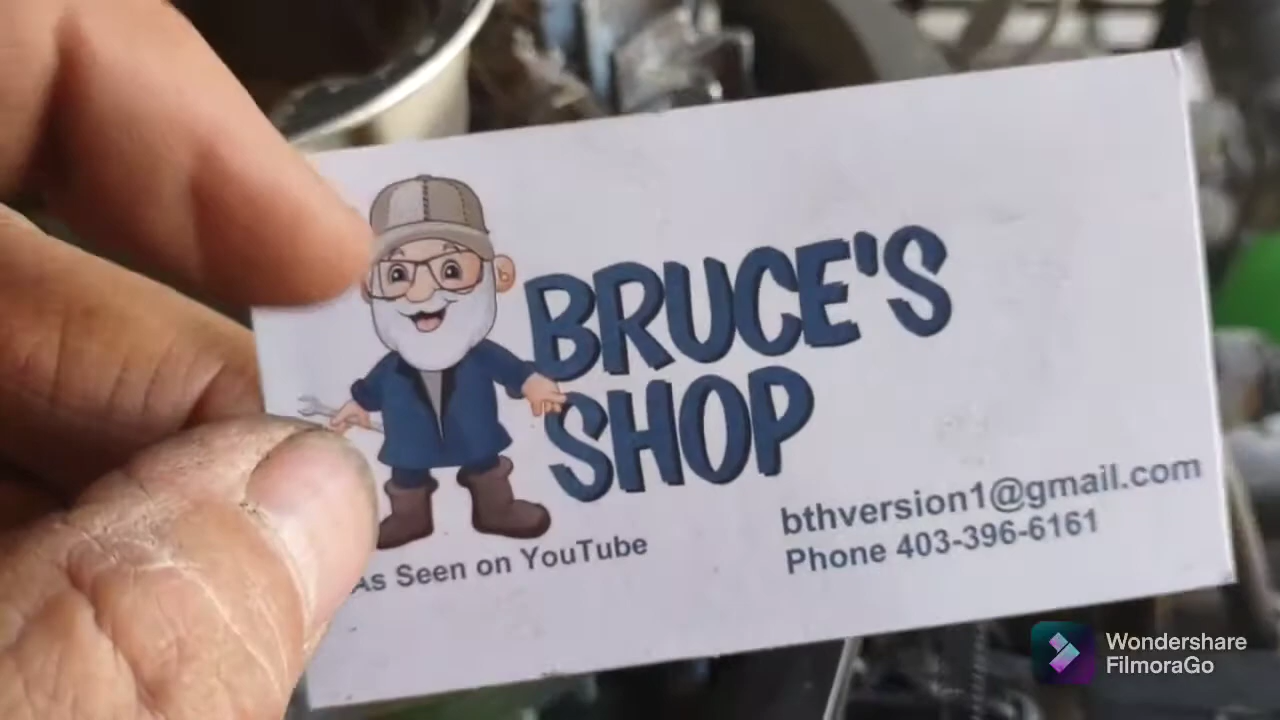 BRUCE'S
SHOP
bthversion1@gmail.com
Phone 403-396-6161
As Seen on YouTube
Wondershare
FilmoraGo